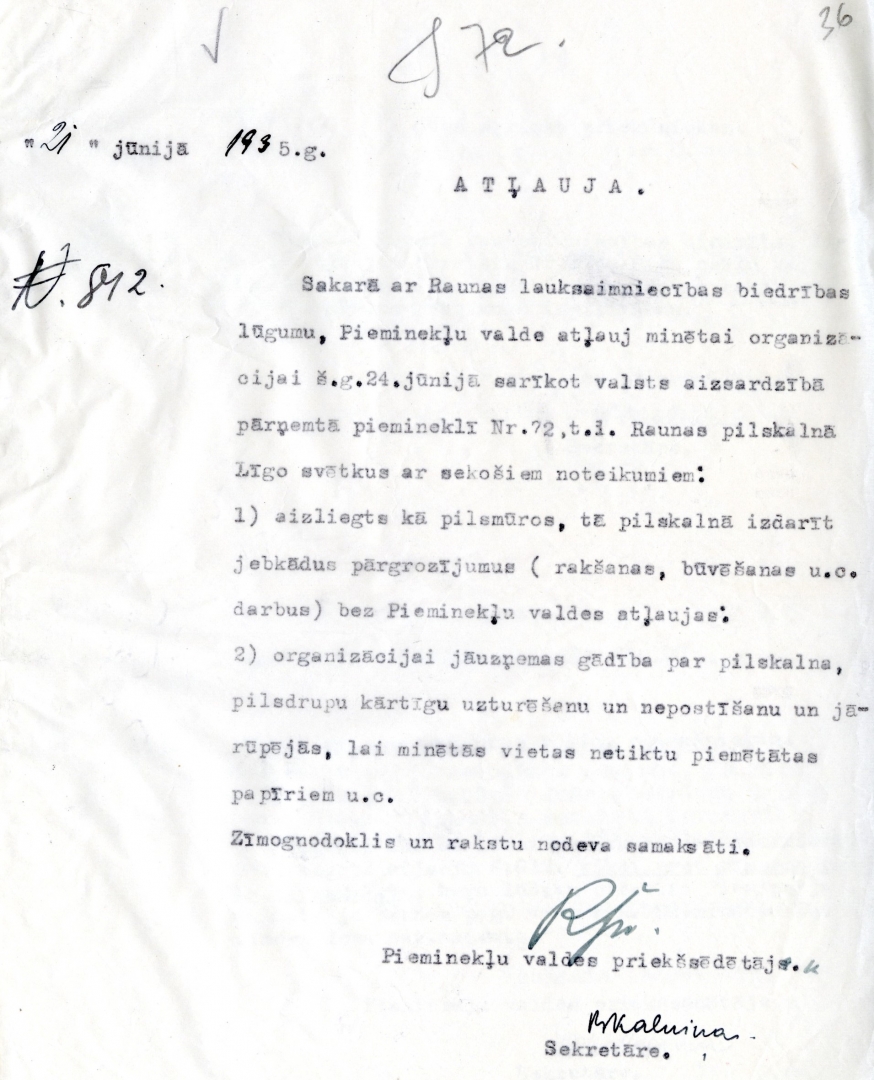 36
72.
"21" jūnijā 1935.g.
ATĻAUJA.
N. 812.
Sakarā ar Raunas lauksaimniecības biedrības
lūgumu, Pieminekļu valde atļauj minētai organizā-
cijai š.g.24.jūnijā sarīkot valsts aizsardzībā
pārņemtā pieminekļī Nr.72,t.i. Raunas pilskalnā
Līgo svētkus ar sekošiem noteikumiem:
1) aizliegts kā pilsmūros, tā pilskalnā izdarīt
jebkādus pārgrozījumus ( rakšanas, būvēšanas u.c.
darbus) bez Pieminekļu valdes atļaujas:
2) organizācijai jāuzņemas gādība par pilskalna,
pilsdrupu kārtīgu uzturēšanu un nepostīšanu un jā-
rūpējās, lai minētās vietas netiktu piemētātas
papīriem u.c.
Zīmognodoklis un rakstu nodeva samaksāti.
Pieminekļu valdes priekšsēdētājs.
BKalniņa.
Sekretāre.